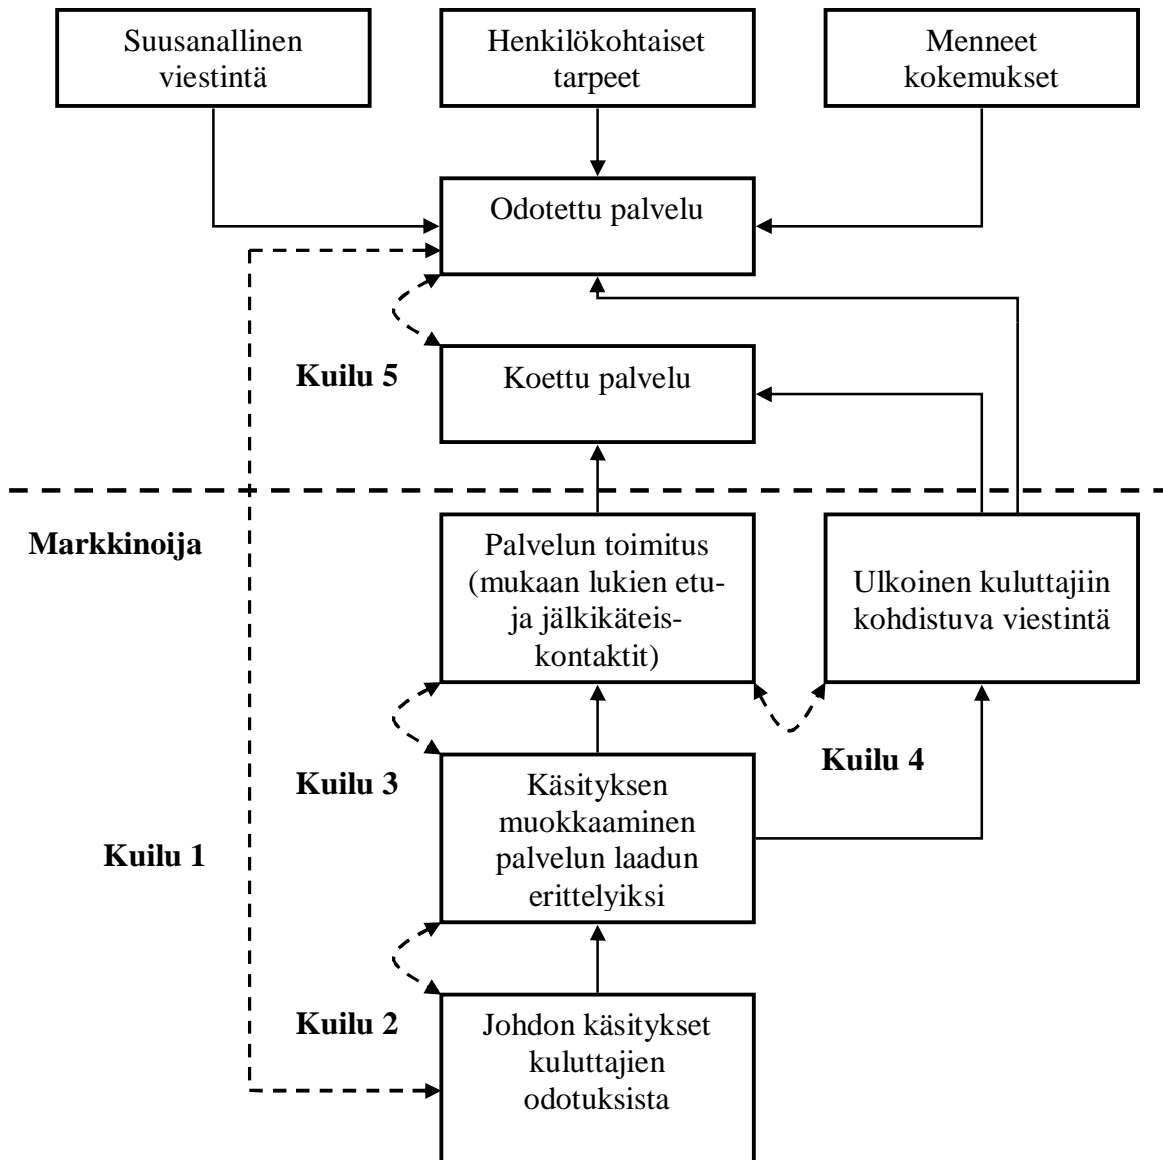 Suusanallinen
viestintä
Henkilökohtaiset
tarpeet
Menneet
kokemukset
Odotettu palvelu
Kuilu 5
Koettu palvelu
Markkinoija
Palvelun toimitus
(mukaan lukien etu-
ja jälkikäteis-
kontaktit)
Ulkoinen kuluttajiin
kohdistuva viestintä
Kuilu 4
Kuilu 3
Käsityksen
muokkaaminen
palvelun laadun
erittelyiksi
Kuilu 1
Kuilu 2
Johdon käsitykset
kuluttajien
odotuksista